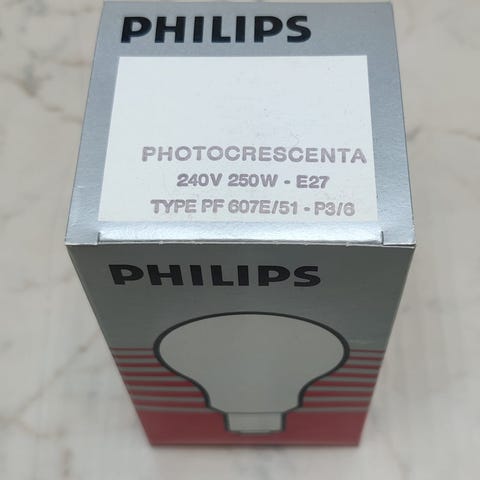 PHILIPS
PHOTOCRESCENTA
240V 250W - E27
TYPE PF 607E/51 - P3/6
PHILIPS